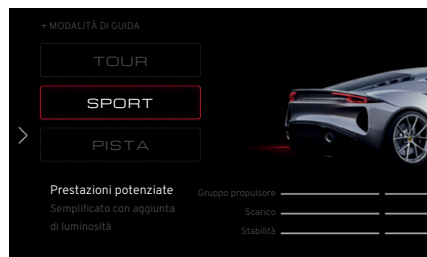 + MODALITÀ DI GUIDA
TOUR
SPORT
PISTA
Prestazioni potenziate
Semplificato con aggiunta
di luminosità
Gruppo propulsore
Scarico
Stabilità